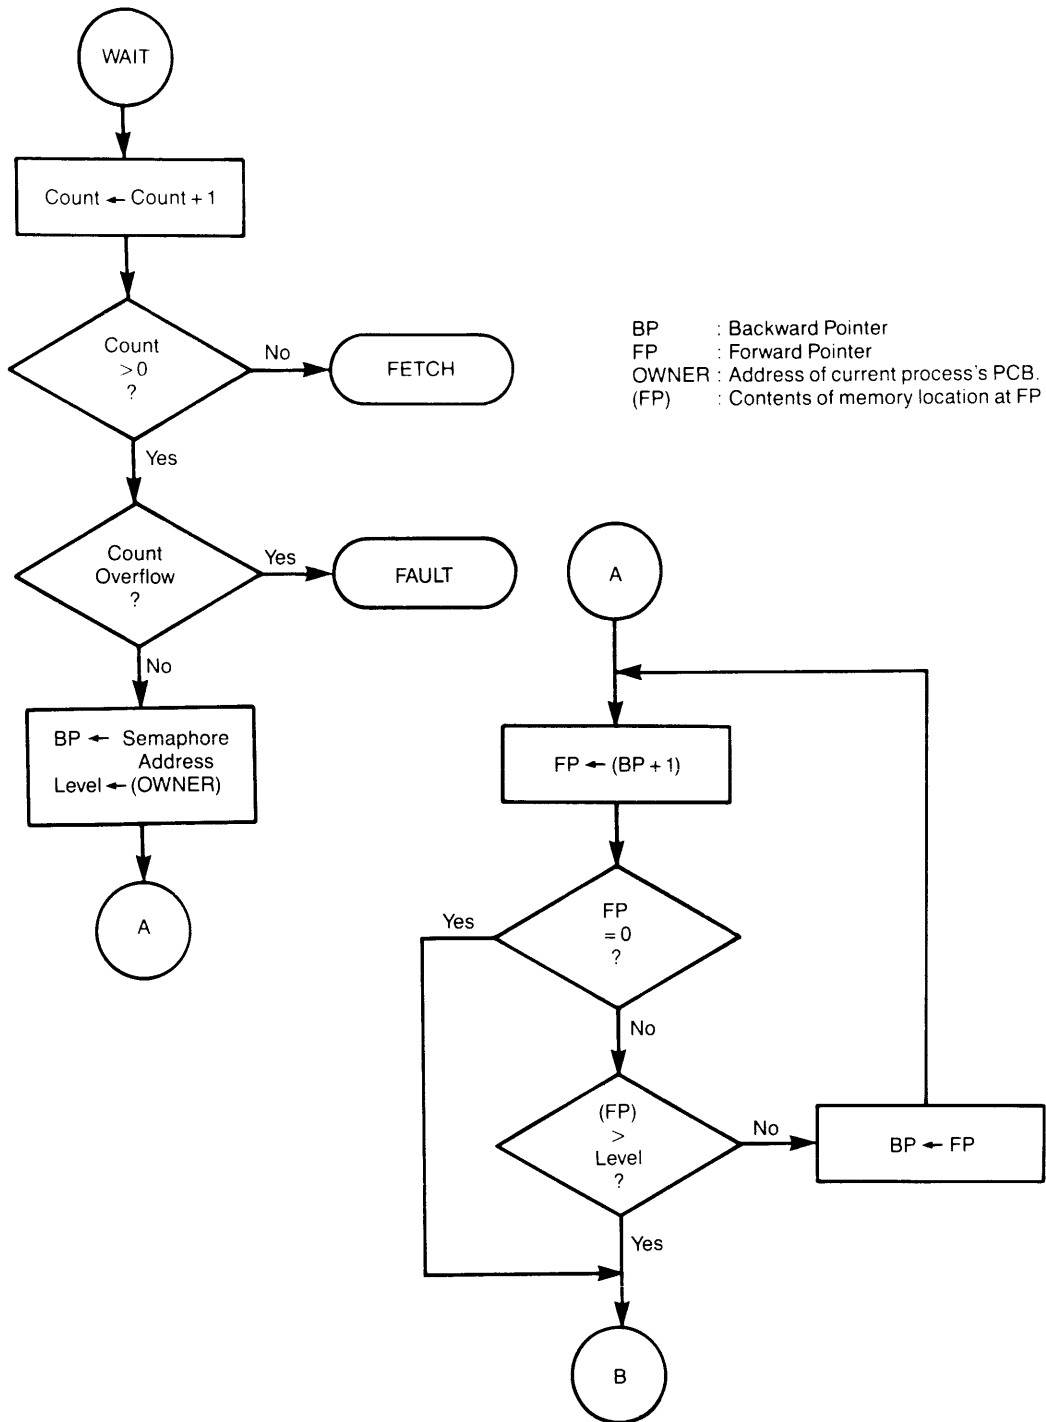 WAIT
Count ← Count + 1
Count
> 0
?
No
FETCH
Yes
Count
Overflow
?
Yes
FAULT
No
BP ← Semaphore
Address
Level ← (OWNER)
A
BP : Backward Pointer
FP : Forward Pointer
OWNER : Address of current process's PCB.
(FP) : Contents of memory location at FP
A
FP ← (BP + 1)
FP
= 0
?
Yes
No
(FP)
>
Level
?
No
BP ← FP
Yes
B